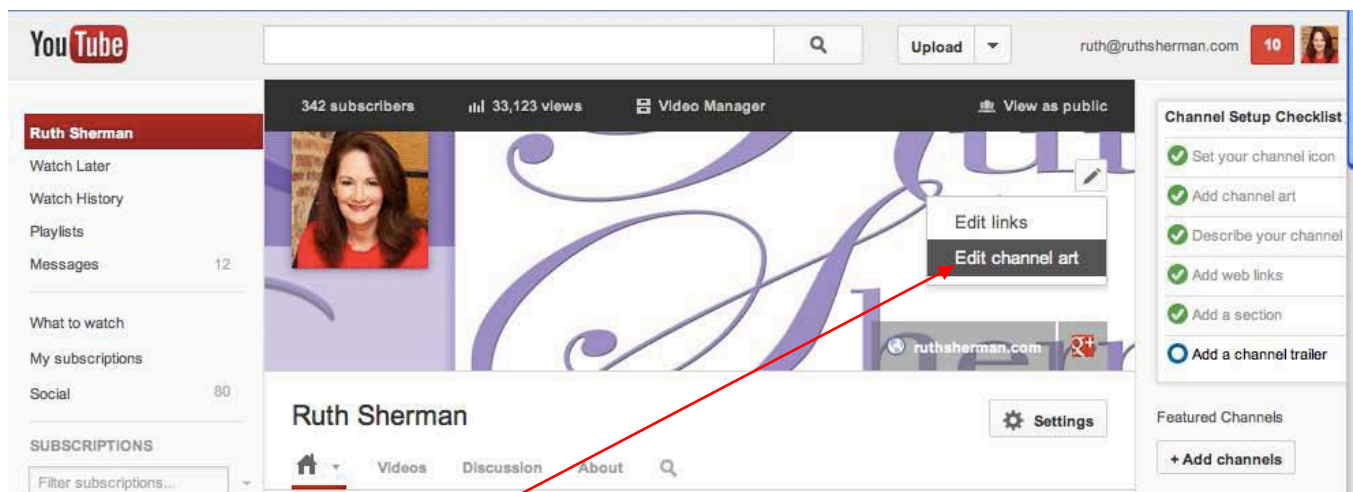 YouTube
Upload
ruth@ruthsherman.com
10
Ruth Sherman
Watch Later
Watch History
Playlists
Messages 12
What to watch
My subscriptions
Social 80
SUBSCRIPTIONS
Filter subscriptions...
342 subscribers
33,123 views
Video Manager
View as public
Edit links
Edit channel art
ruthsherman.com
g+
Ruth Sherman
Settings
Videos
Discussion
About
Channel Setup Checklist
Set your channel icon
Add channel art
Describe your channel
Add web links
Add a section
Add a channel trailer
Featured Channels
+ Add channels